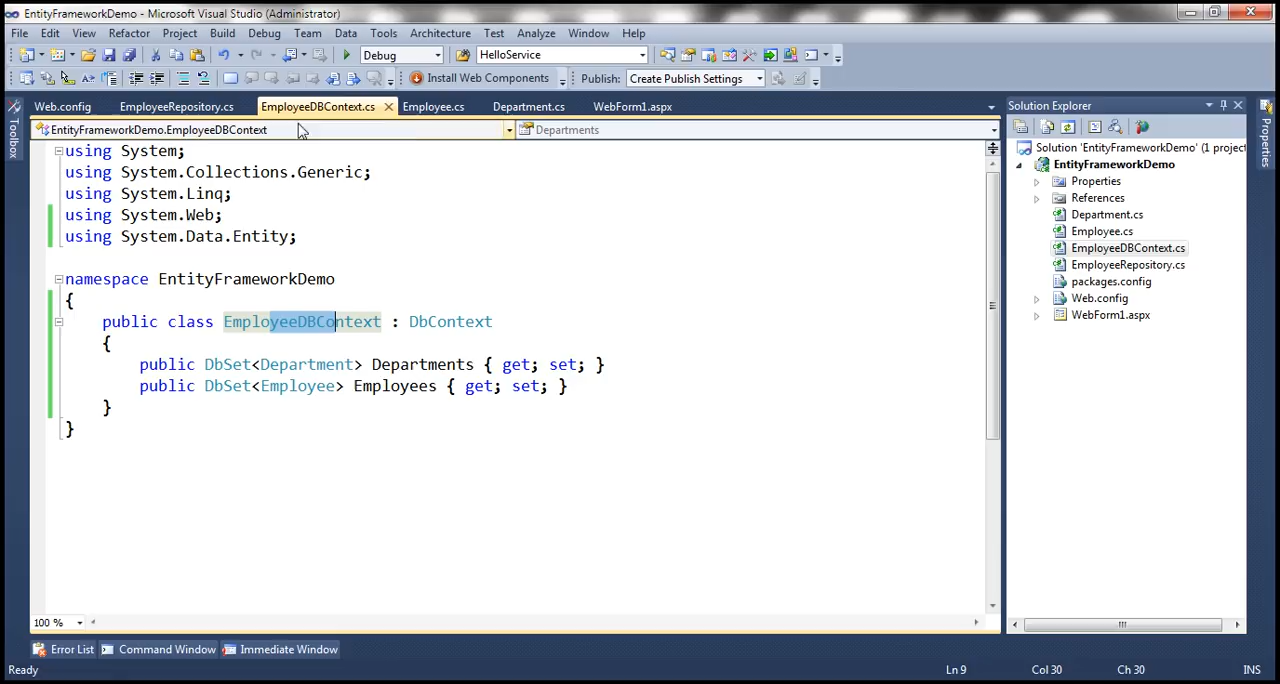 EntityFrameworkDemo - Microsoft Visual Studio (Administrator)
File Edit View Refactor Project Build Debug Team Data Tools Architecture Test Analyze Window Help
Debug HelloService
Install Web Components Publish: Create Publish Settings
Web.config EmployeeRepository.cs EmployeeDBContext.cs Employee.cs Department.cs WebForm1.aspx
EntityFrameworkDemo.EmployeeDBContext Departments
Toolbox
using System;
using System.Collections.Generic;
using System.Linq;
using System.Web;
using System.Data.Entity;
namespace EntityFrameworkDemo
{
public class EmployeeDBContext : DbContext
{
public DbSet<Department> Departments { get; set; }
public DbSet<Employee> Employees { get; set; }
}
}
100 %
Solution Explorer
Solution 'EntityFrameworkDemo' (1 project
EntityFrameworkDemo
Properties
References
Department.cs
Employee.cs
EmployeeDBContext.cs
EmployeeRepository.cs
packages.config
Web.config
WebForm1.aspx
Properties
Error List Command Window Immediate Window
Ready Ln 9 Col 30 Ch 30 INS